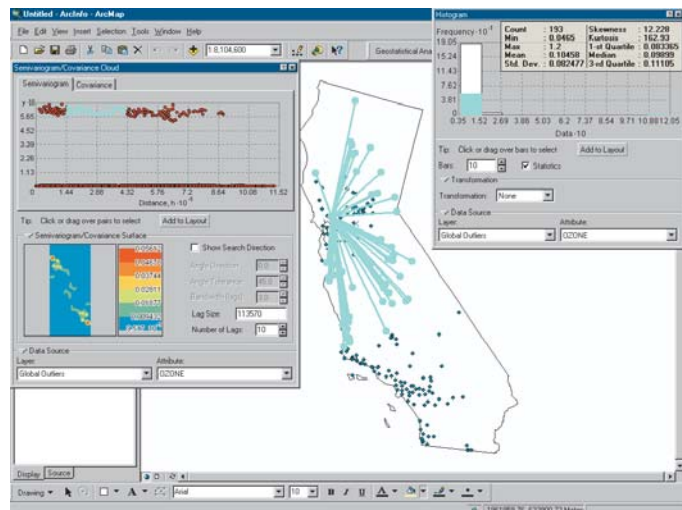 Untitled - ArcInfo - ArcMap
File Edit View Insert Selection Tools Window Help
1:8,104,600
Geostatistical Ana
Semivariogram/Covariance Cloud
Semivariogram Covariance
5.65
4.52
3.39
2.26
1.13
0 1.44 2.88 4.32 5.76 7.2 8.64 10.08 11.52
Distance, h ·10
Tip: Click or drag over pairs to select Add to Layout
Semivariogram/Covariance Surface
Show Search Direction
Angle Direction: 0.0
Angle Tolerance: 45.0
Bandwidth (lags): 3.0
Lag Size: 113570
Number of Lags: 10
Data Source
Layer: Attribute:
Global Outliers OZONE
Display Source
Drawing Arial 10 B I U A
Histogram
Frequency ·10
19.05
15.24
11.43
7.62
3.81
0
0.35 1.52 2.69 3.86 5.03 6.2 7.37 8.54 9.71 10.88 12.05
Data ·10
Count : 193 Skewness : 12.228
Min : 0.0465 Kurtosis : 162.93
Max : 1.2 1-st Quartile : 0.083365
Mean : 0.10458 Median : 0.09899
Std. Dev. : 0.082477 3-rd Quartile : 0.11105
Tip: Click or drag over bars to select Add to Layout
Bars: 10 Statistics
Transformation
Transformation: None
Data Source
Layer: Attribute:
Global Outliers OZONE